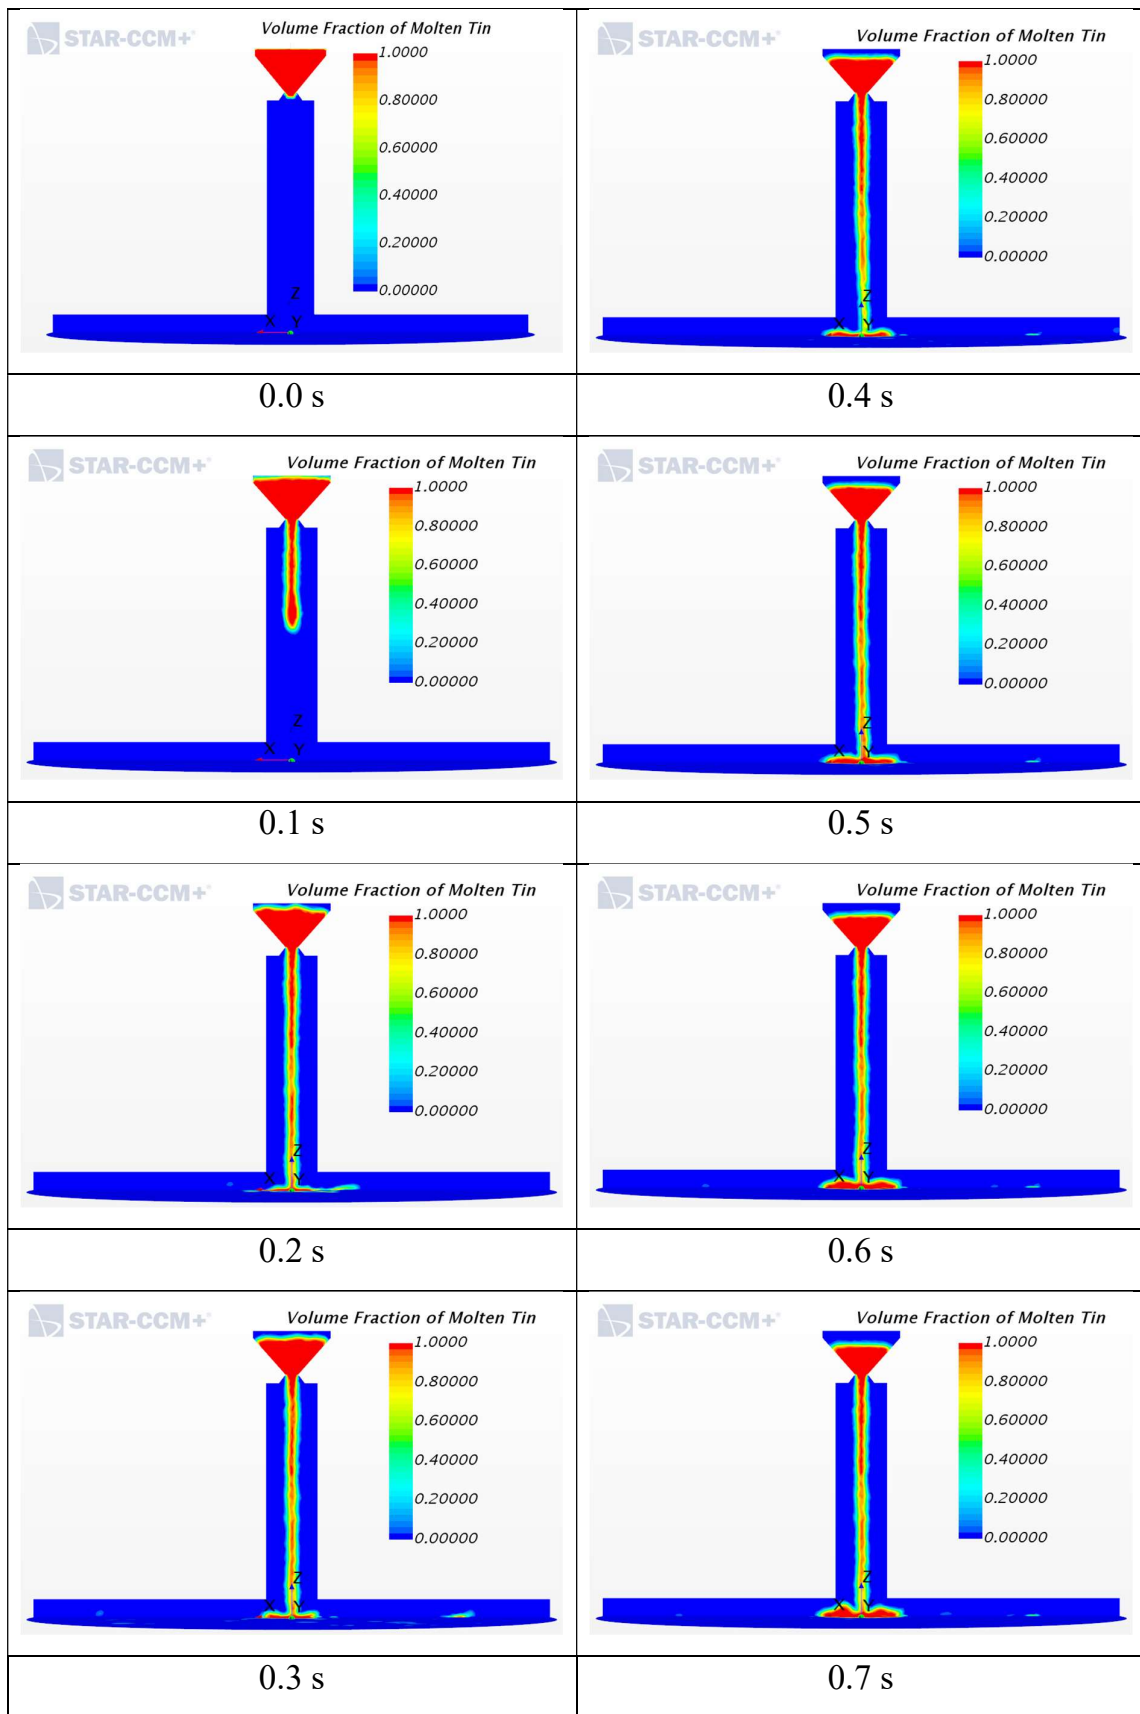 STAR-CCM+
Volume Fraction of Molten Tin
1.0000
0.80000
0.60000
0.40000
0.20000
0.00000
Z
X Y
0.0 s
STAR-CCM+
Volume Fraction of Molten Tin
1.0000
0.80000
0.60000
0.40000
0.20000
0.00000
Z
X Y
0.4 s
STAR-CCM+
Volume Fraction of Molten Tin
1.0000
0.80000
0.60000
0.40000
0.20000
0.00000
Z
X Y
0.1 s
STAR-CCM+
Volume Fraction of Molten Tin
1.0000
0.80000
0.60000
0.40000
0.20000
0.00000
Z
X Y
0.5 s
STAR-CCM+
Volume Fraction of Molten Tin
1.0000
0.80000
0.60000
0.40000
0.20000
0.00000
Z
X Y
0.2 s
STAR-CCM+
Volume Fraction of Molten Tin
1.0000
0.80000
0.60000
0.40000
0.20000
0.00000
Z
X Y
0.6 s
STAR-CCM+
Volume Fraction of Molten Tin
1.0000
0.80000
0.60000
0.40000
0.20000
0.00000
Z
X Y
0.3 s
STAR-CCM+
Volume Fraction of Molten Tin
1.0000
0.80000
0.60000
0.40000
0.20000
0.00000
Z
X Y
0.7 s